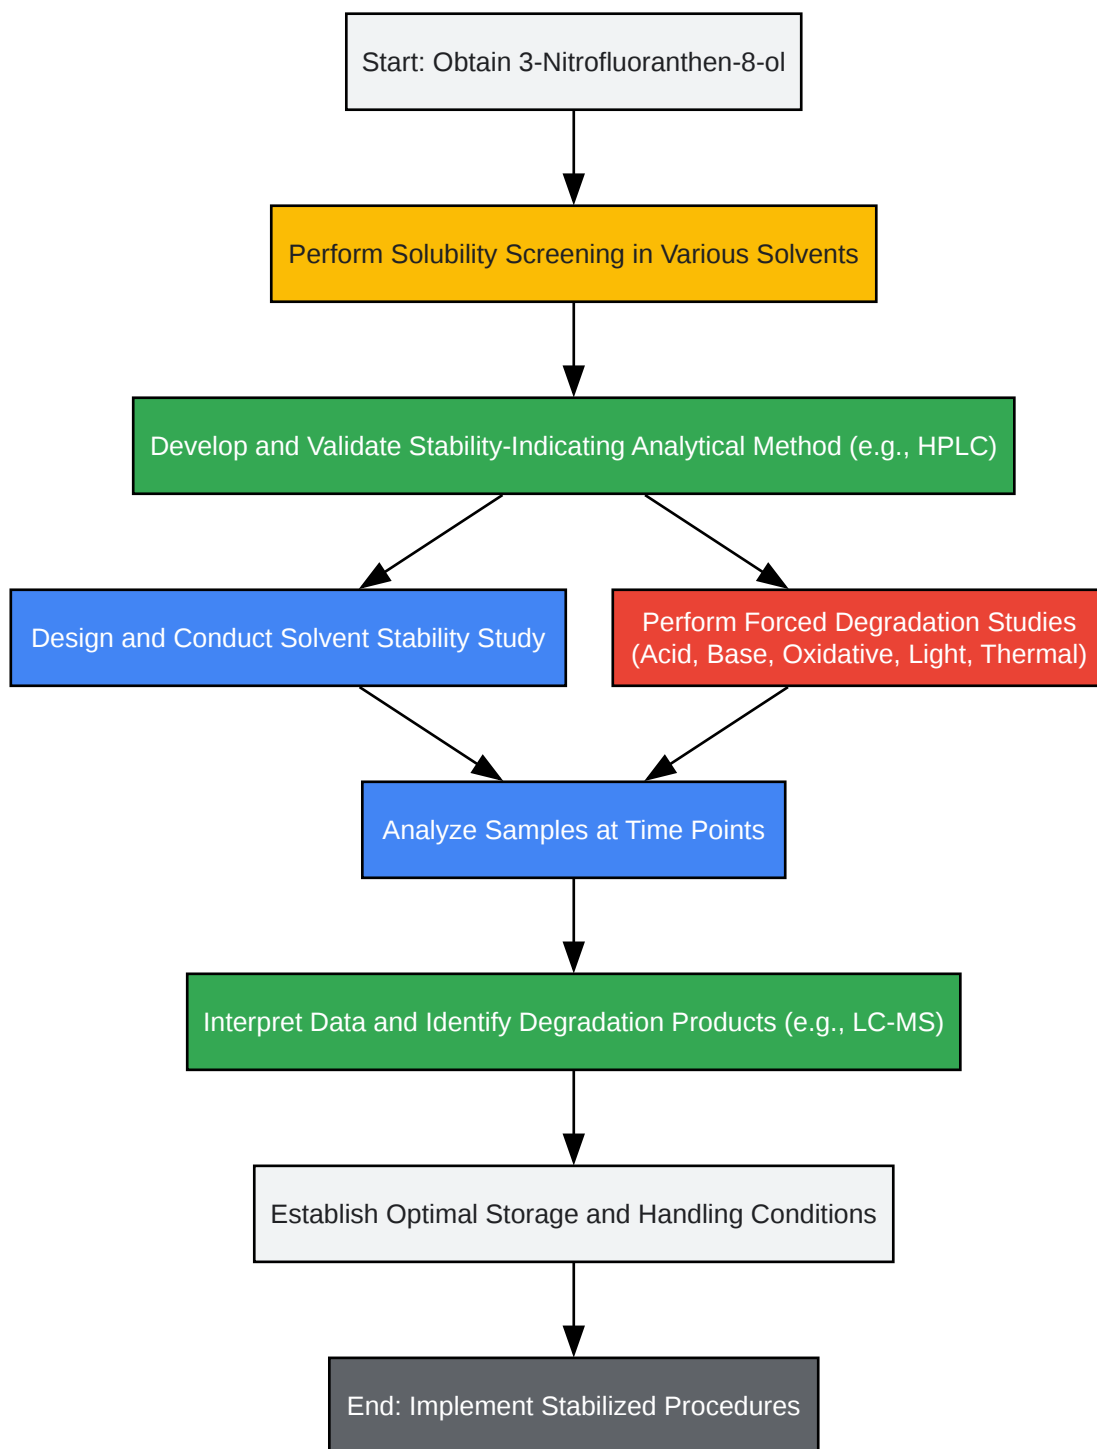 Start: Obtain 3-Nitrofluoranthen-8-ol
Perform Solubility Screening in Various Solvents
Develop and Validate Stability-Indicating Analytical Method (e.g., HPLC)
Design and Conduct Solvent Stability Study
Perform Forced Degradation Studies
(Acid, Base, Oxidative, Light, Thermal)
Analyze Samples at Time Points
Interpret Data and Identify Degradation Products (e.g., LC-MS)
Establish Optimal Storage and Handling Conditions
End: Implement Stabilized Procedures